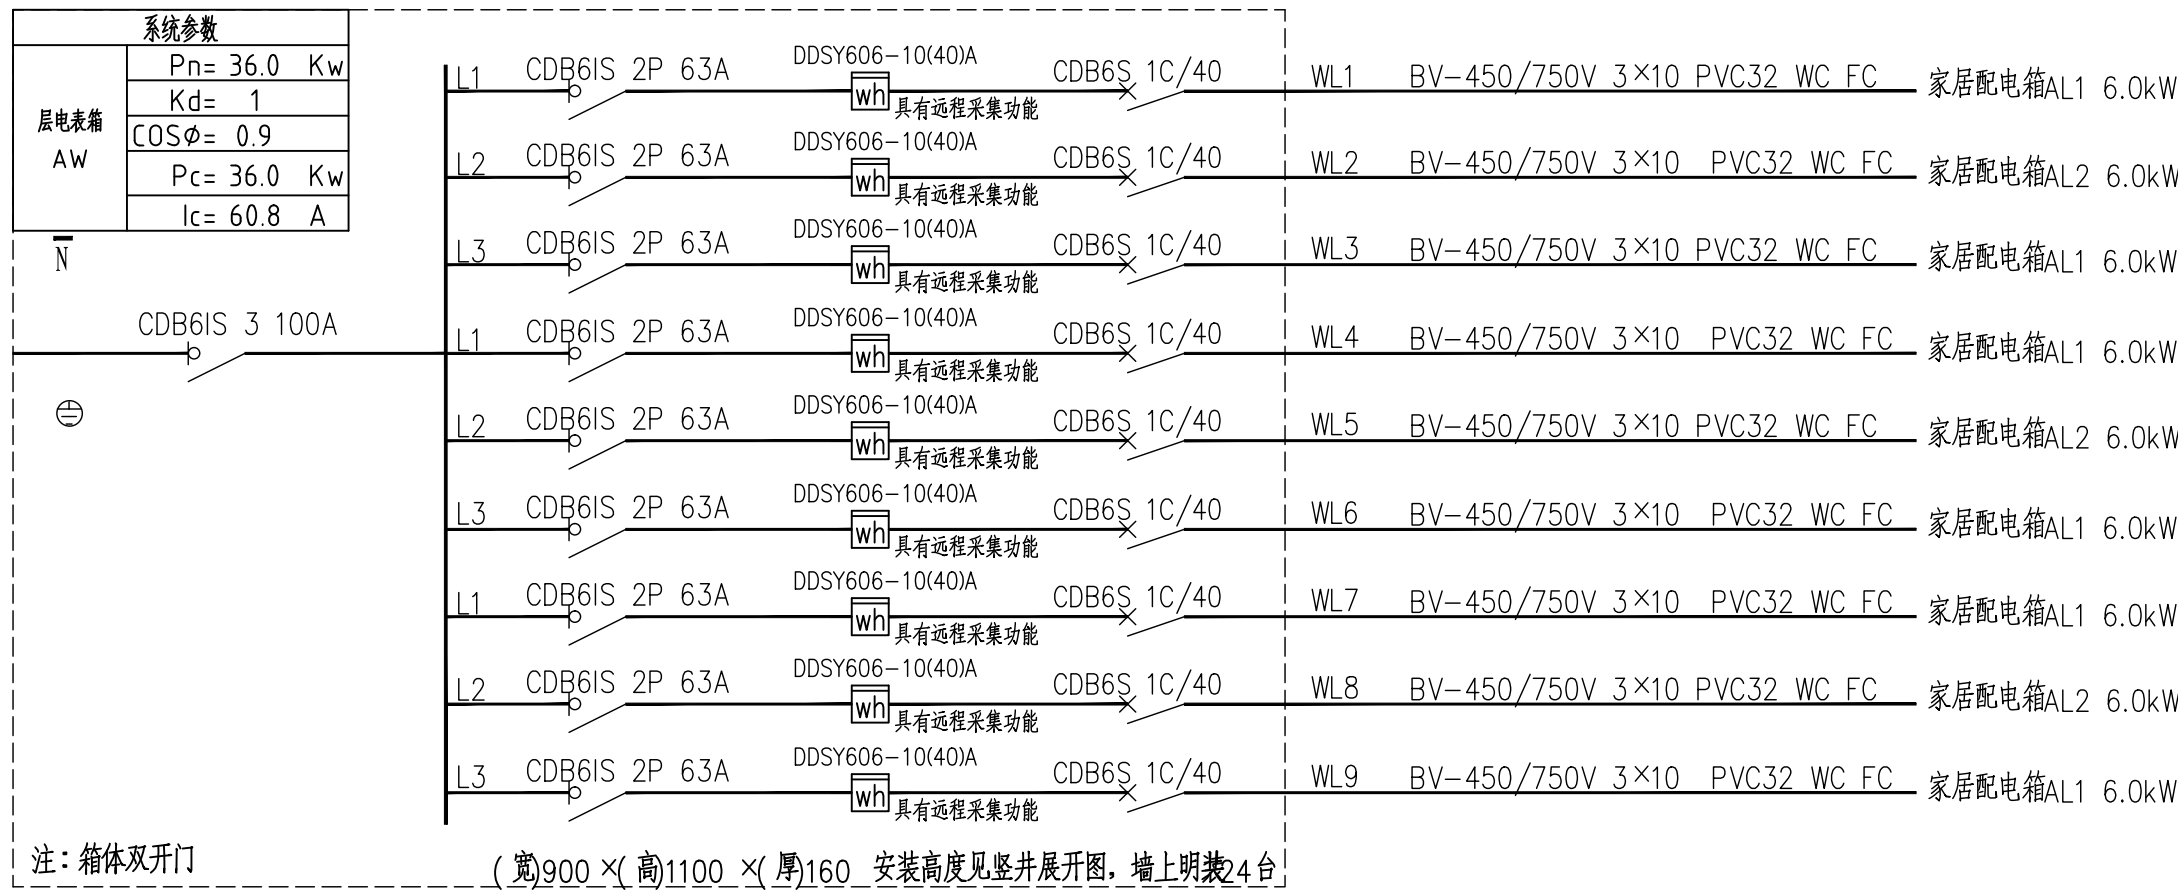 系统参数
层电表箱
AW
Pn= 36.0 Kw
Kd= 1
COSΦ= 0.9
Pc= 36.0 Kw
Ic= 60.8 A
N
CDB6IS 3 100A
L1 CDB6IS 2P 63A DDSY606-10(40)A wh 具有远程采集功能 CDB6S 1C/40 WL1 BV-450/750V 3×10 PVC32 WC FC 家居配电箱AL1 6.0kW
L2 CDB6IS 2P 63A DDSY606-10(40)A wh 具有远程采集功能 CDB6S 1C/40 WL2 BV-450/750V 3×10 PVC32 WC FC 家居配电箱AL2 6.0kW
L3 CDB6IS 2P 63A DDSY606-10(40)A wh 具有远程采集功能 CDB6S 1C/40 WL3 BV-450/750V 3×10 PVC32 WC FC 家居配电箱AL1 6.0kW
L1 CDB6IS 2P 63A DDSY606-10(40)A wh 具有远程采集功能 CDB6S 1C/40 WL4 BV-450/750V 3×10 PVC32 WC FC 家居配电箱AL1 6.0kW
L2 CDB6IS 2P 63A DDSY606-10(40)A wh 具有远程采集功能 CDB6S 1C/40 WL5 BV-450/750V 3×10 PVC32 WC FC 家居配电箱AL2 6.0kW
L3 CDB6IS 2P 63A DDSY606-10(40)A wh 具有远程采集功能 CDB6S 1C/40 WL6 BV-450/750V 3×10 PVC32 WC FC 家居配电箱AL1 6.0kW
L1 CDB6IS 2P 63A DDSY606-10(40)A wh 具有远程采集功能 CDB6S 1C/40 WL7 BV-450/750V 3×10 PVC32 WC FC 家居配电箱AL1 6.0kW
L2 CDB6IS 2P 63A DDSY606-10(40)A wh 具有远程采集功能 CDB6S 1C/40 WL8 BV-450/750V 3×10 PVC32 WC FC 家居配电箱AL2 6.0kW
L3 CDB6IS 2P 63A DDSY606-10(40)A wh 具有远程采集功能 CDB6S 1C/40 WL9 BV-450/750V 3×10 PVC32 WC FC 家居配电箱AL1 6.0kW
注：箱体双开门
(宽)900 ×(高)1100 ×(厚)160 安装高度见竖井展开图，墙上明装 24台